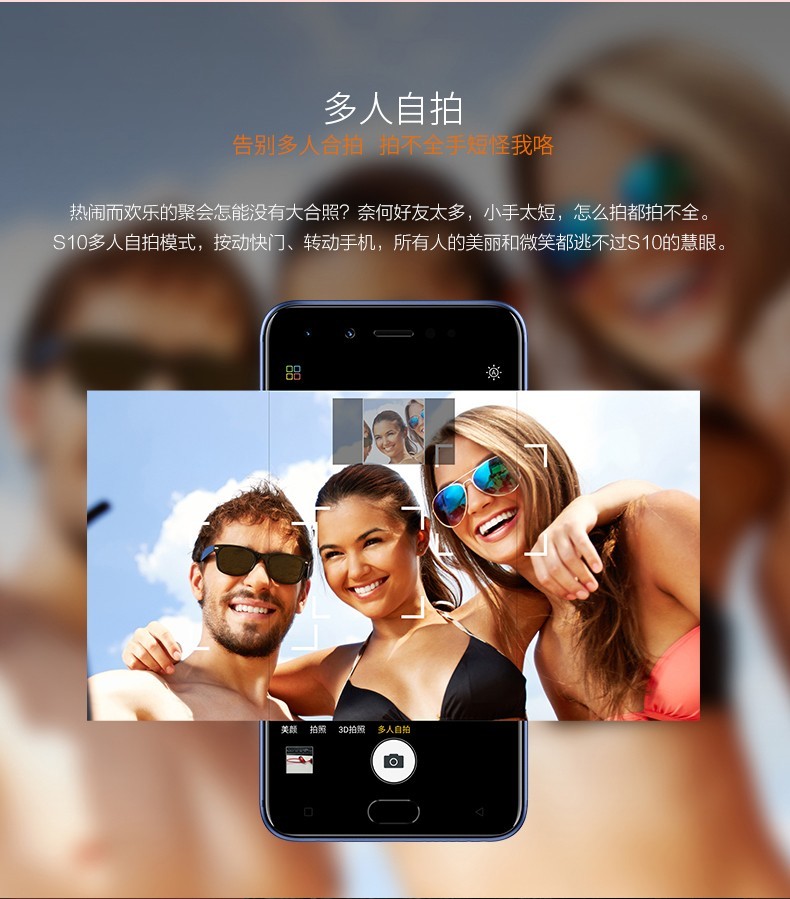 多人自拍
告别多人合拍 拍不全手短怪我咯
热闹而欢乐的聚会怎能没有大合照？奈何好友太多，小手太短，怎么拍都拍不全。
S10多人自拍模式，按动快门、转动手机，所有人的美丽和微笑都逃不过S10的慧眼。
美颜 拍照 3D拍照 多人自拍